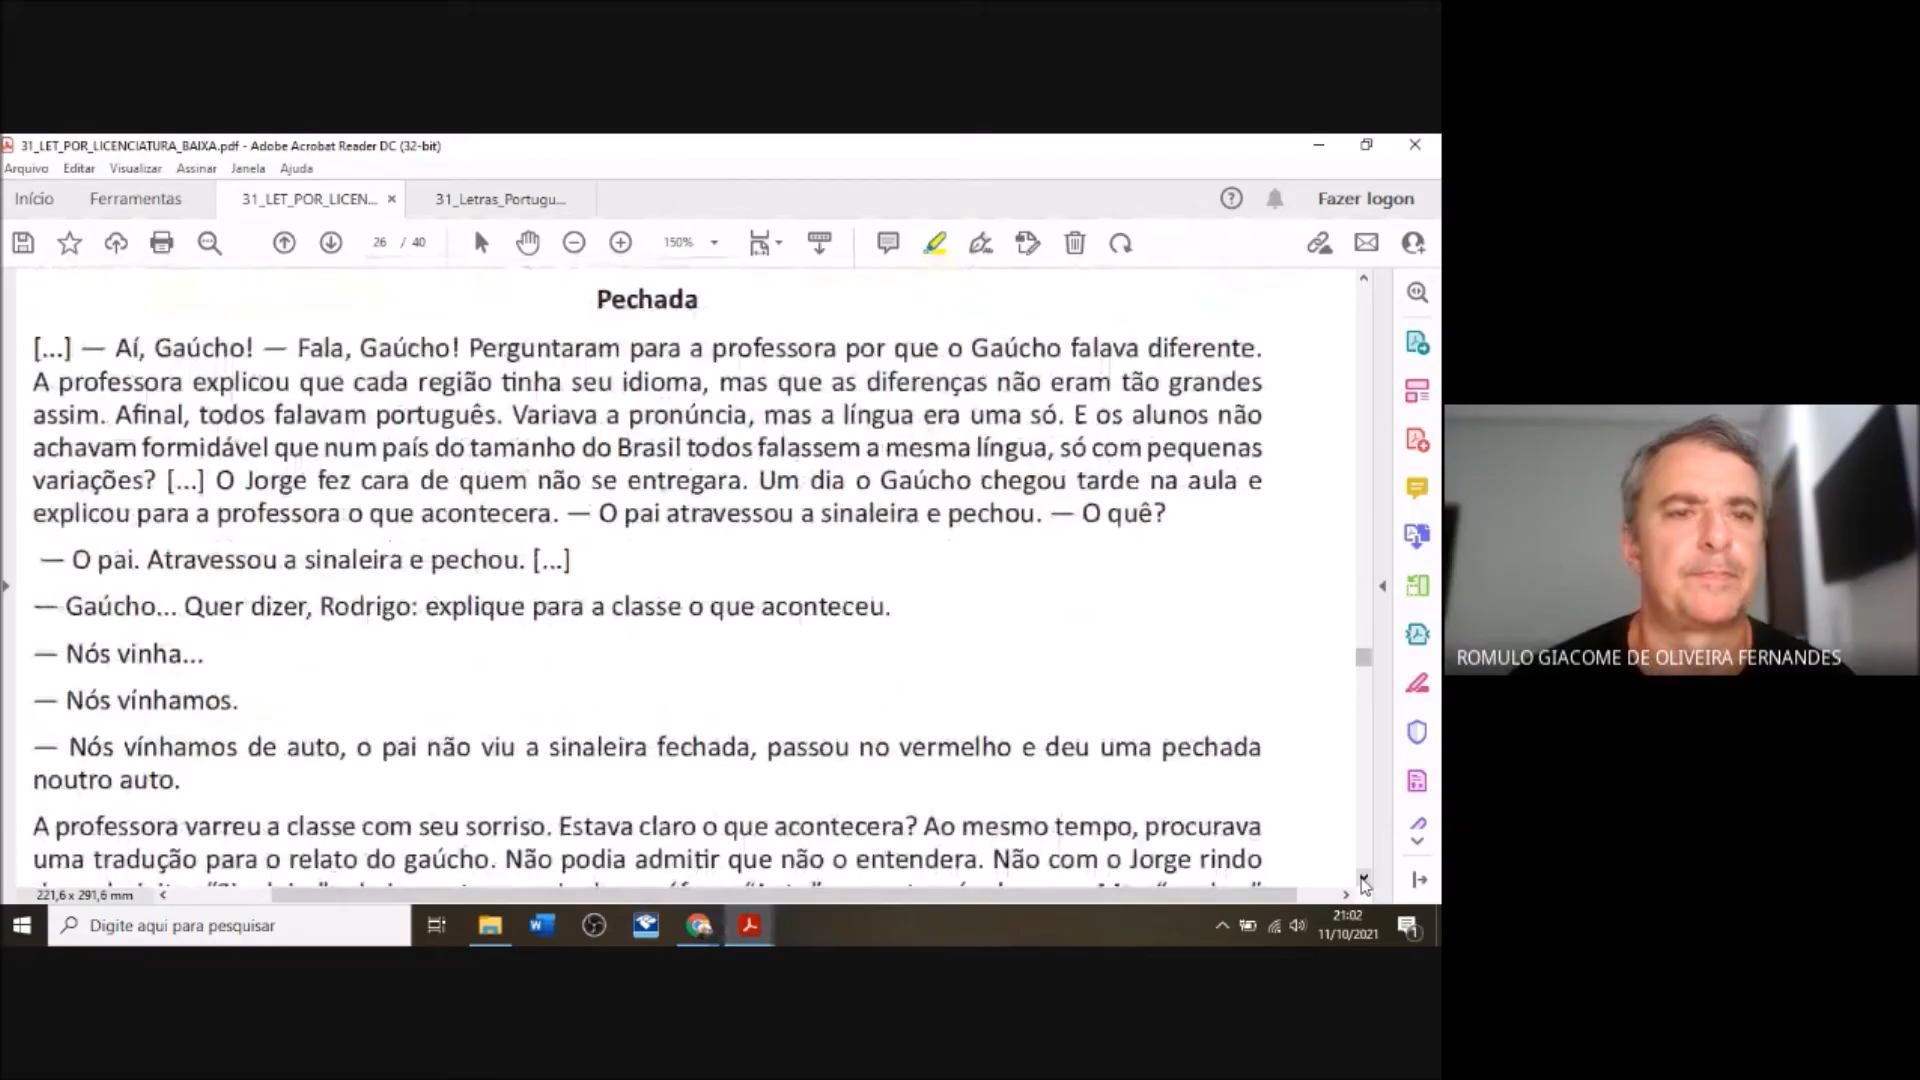 31_LET_POR_LICENCIATURA_BAIXA.pdf - Adobe Acrobat Reader DC (32-bit)
Arquivo Editar Visualizar Assinar Janela Ajuda
Início Ferramentas 31_LET_POR_LICEN... × 31_Letras_Portugu... Fazer logon
26 / 40 150%
Pechada
[...] — Aí, Gaúcho! — Fala, Gaúcho! Perguntaram para a professora por que o Gaúcho falava diferente.
A professora explicou que cada região tinha seu idioma, mas que as diferenças não eram tão grandes
assim. Afinal, todos falavam português. Variava a pronúncia, mas a língua era uma só. E os alunos não
achavam formidável que num país do tamanho do Brasil todos falassem a mesma língua, só com pequenas
variações? [...] O Jorge fez cara de quem não se entregara. Um dia o Gaúcho chegou tarde na aula e
explicou para a professora o que acontecera. — O pai atravessou a sinaleira e pechou. — O quê?
— O pai. Atravessou a sinaleira e pechou. [...]
— Gaúcho... Quer dizer, Rodrigo: explique para a classe o que aconteceu.
— Nós vinha...
— Nós vínhamos.
— Nós vínhamos de auto, o pai não viu a sinaleira fechada, passou no vermelho e deu uma pechada
noutro auto.
A professora varreu a classe com seu sorriso. Estava claro o que acontecera? Ao mesmo tempo, procurava
uma tradução para o relato do gaúcho. Não podia admitir que não o entendera. Não com o Jorge rindo
221,6 x 291,6 mm
Digite aqui para pesquisar
21:02
11/10/2021
1
ROMULO GIACOME DE OLIVEIRA FERNANDES